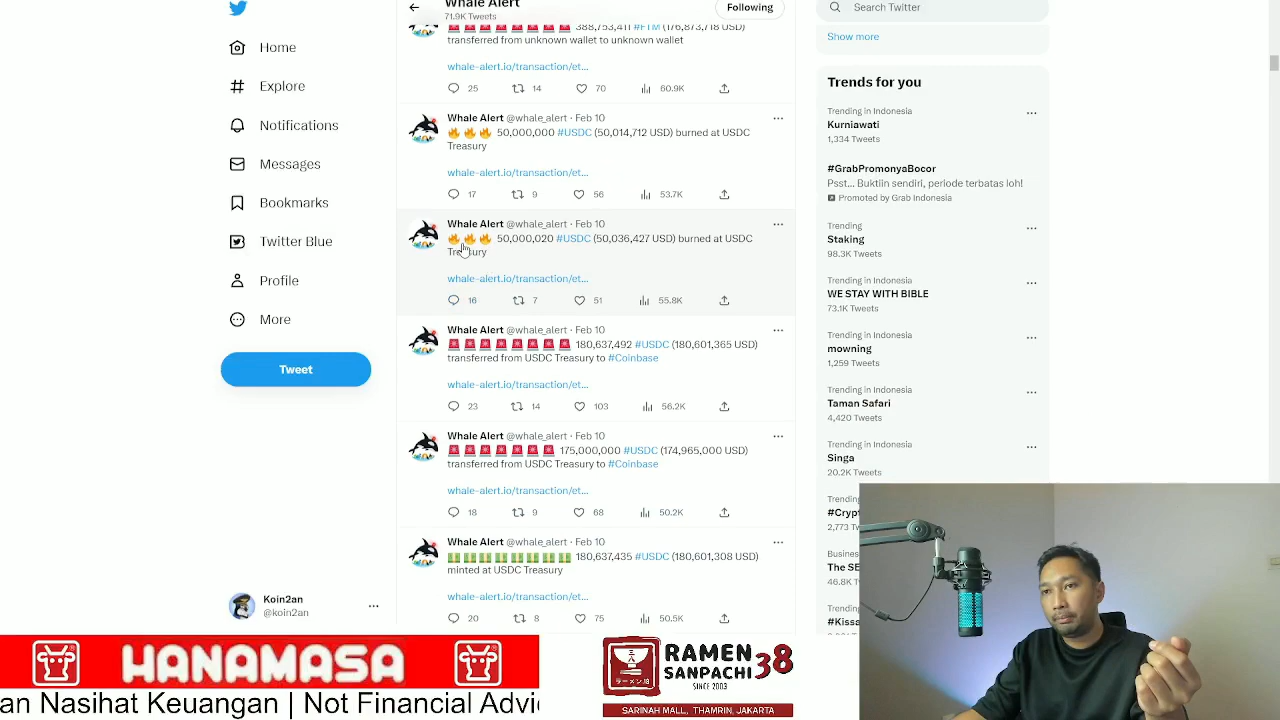 Whale Alert
71.9K Tweets
Following
Search Twitter
Show more
Home
Explore
Notifications
Messages
Bookmarks
Twitter Blue
Profile
More
Tweet
Koin2an
@koin2an
388,753,411 #FTM (176,873,718 USD)
transferred from unknown wallet to unknown wallet
whale-alert.io/transaction/et...
25 14 70 60.9K
Whale Alert @whale_alert · Feb 10
50,000,000 #USDC (50,014,712 USD) burned at USDC
Treasury
whale-alert.io/transaction/et...
17 9 56 53.7K
Whale Alert @whale_alert · Feb 10
50,000,020 #USDC (50,036,427 USD) burned at USDC
Treasury
whale-alert.io/transaction/et...
16 7 51 55.8K
Whale Alert @whale_alert · Feb 10
180,637,492 #USDC (180,601,365 USD)
transferred from USDC Treasury to #Coinbase
whale-alert.io/transaction/et...
23 14 103 56.2K
Whale Alert @whale_alert · Feb 10
175,000,000 #USDC (174,965,000 USD)
transferred from USDC Treasury to #Coinbase
whale-alert.io/transaction/et...
18 9 68 50.2K
Whale Alert @whale_alert · Feb 10
180,637,435 #USDC (180,601,308 USD)
minted at USDC Treasury
whale-alert.io/transaction/et...
20 8 75 50.5K
Trends for you
Trending in Indonesia
Kurniawati
1,334 Tweets
#GrabPromonyaBocor
Psst... Buktiin sendiri, periode terbatas loh!
Promoted by Grab Indonesia
Trending
Staking
98.3K Tweets
Trending in Indonesia
WE STAY WITH BIBLE
73.1K Tweets
Trending in Indonesia
mowning
1,259 Tweets
Trending in Indonesia
Taman Safari
4,420 Tweets
Trending in Indonesia
Singa
20.2K Tweets
Trending
#Crypt
2,773 Tw
Busines
The SE
46.8K T
Trending
#Kissa
HANAMASA
RAMEN
SANPACHI 38
SINCE 2003
SARINAH MALL, THAMRIN, JAKARTA
an Nasihat Keuangan | Not Financial Advi